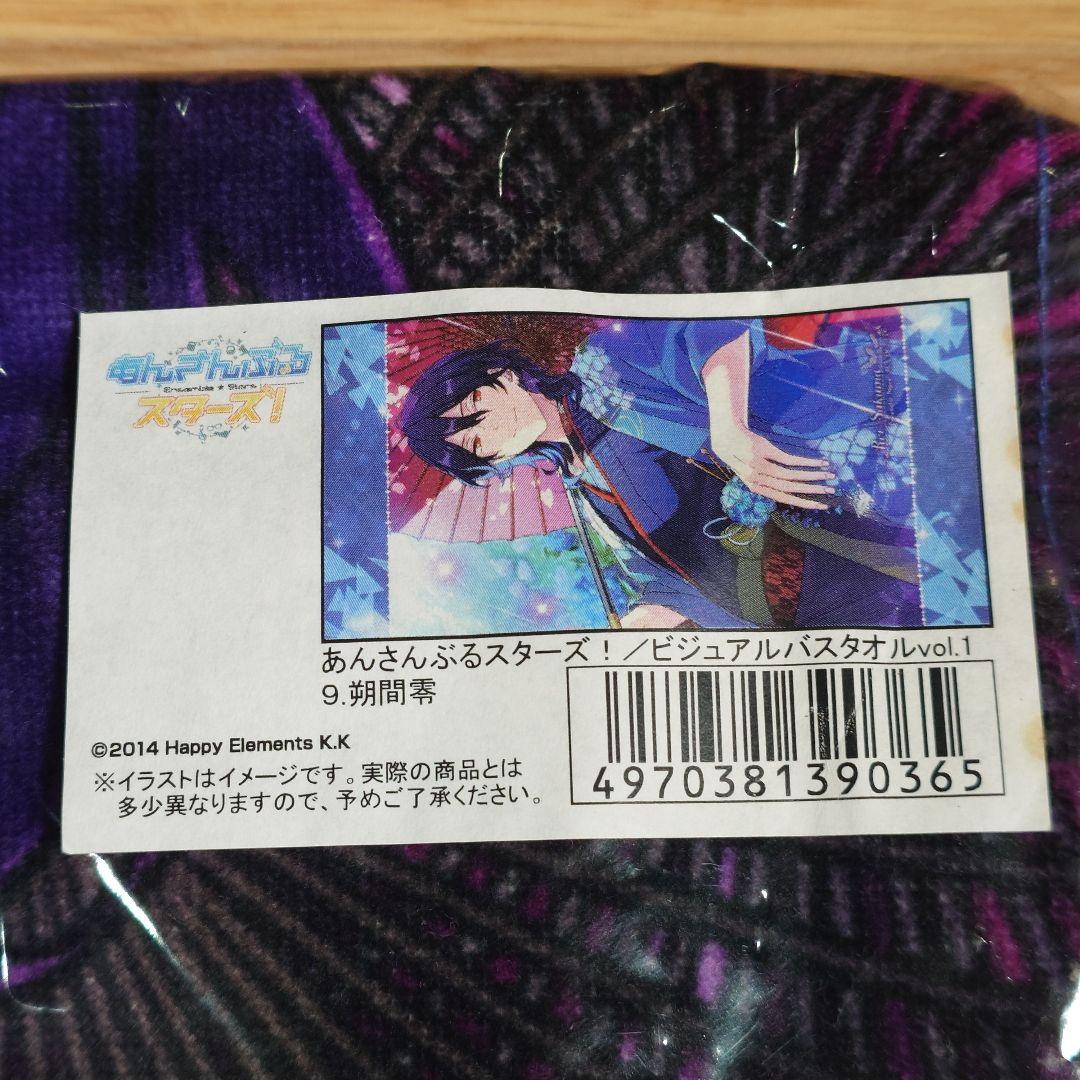 あんさんぶる
Ensemble ★ Stars
スターズ！
Rei Sakuma
あんさんぶるスターズ！／ビジュアルバスタオルvol.1
9.朔間零
4970381390365
©2014 Happy Elements K.K
※イラストはイメージです。実際の商品とは
多少異なりますので、予めご了承ください。